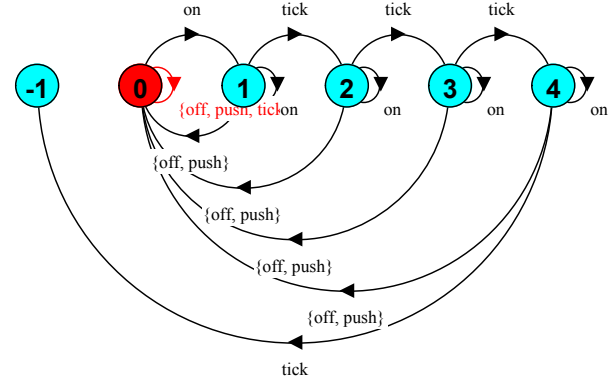 on
tick
tick
tick
-1
0
1
2
3
4
{off, push, tick
on
on
on
on
{off, push}
{off, push}
{off, push}
{off, push}
tick